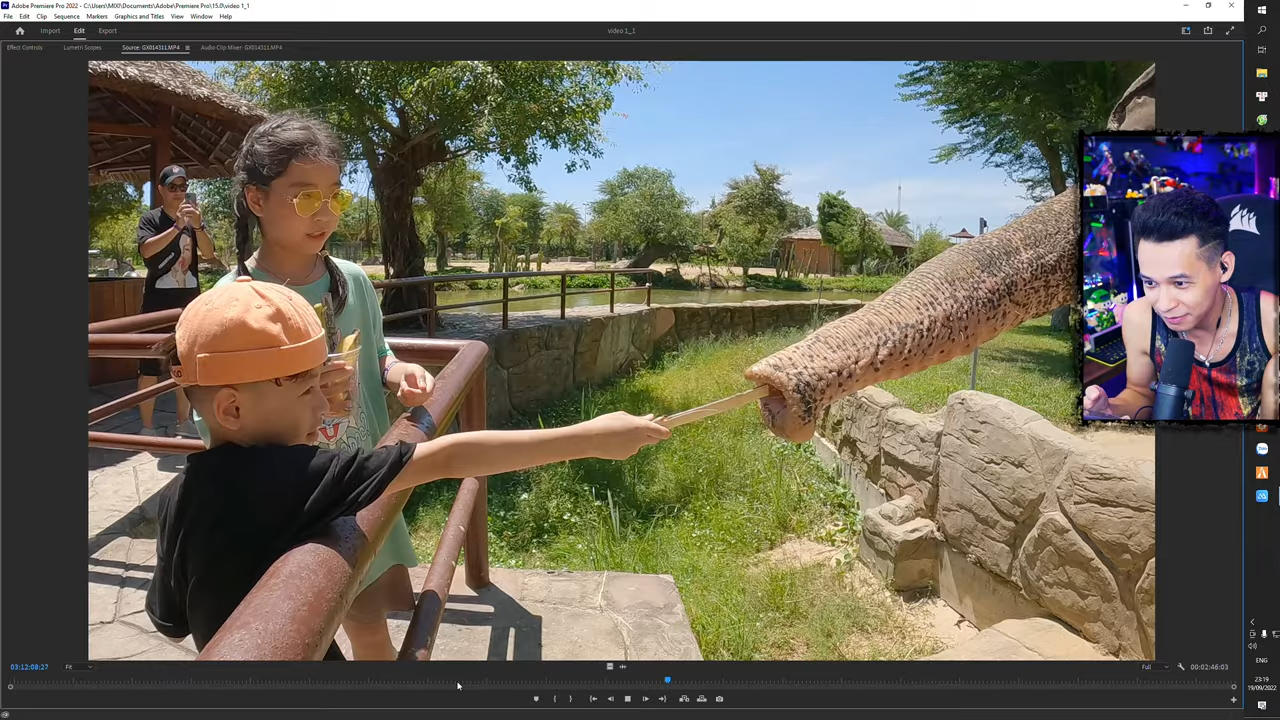 Adobe Premiere Pro 2022 - C:\Users\MIXI\Documents\Adobe\Premiere Pro\15.0\video 1_1
File Edit Clip Sequence Markers Graphics and Titles View Window Help
Import Edit Export
video 1_1
Effect Controls Lumetri Scopes Source: GX014311.MP4 Audio Clip Mixer: GX014311.MP4
03:12:08:27
Fit
Full
00:02:46:03
ENG
23:19
19/09/2022